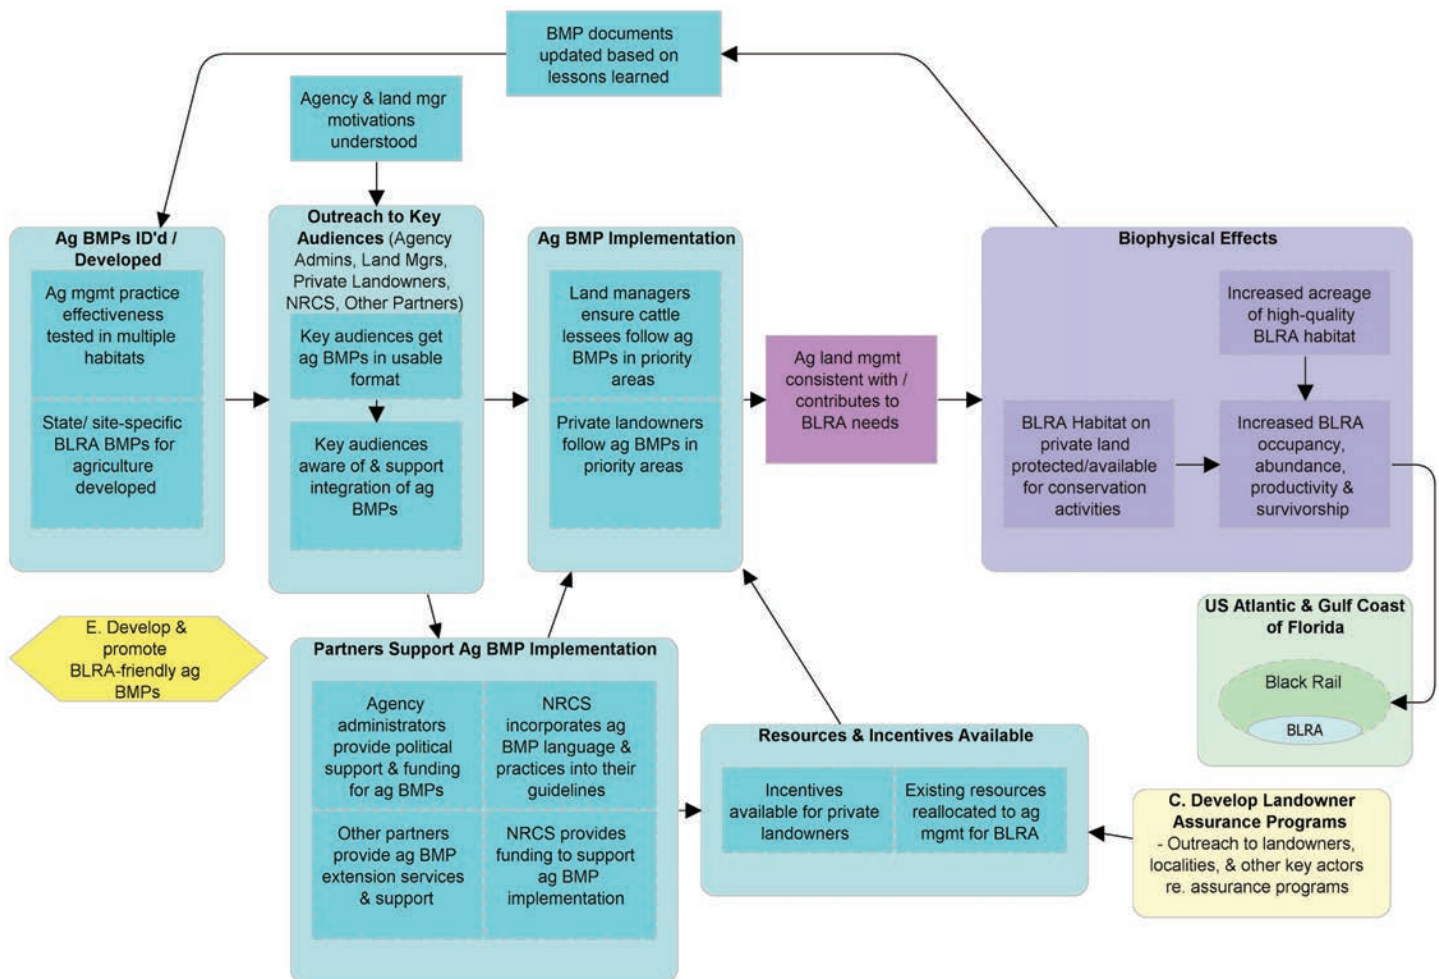 BMP documents
updated based on
lessons learned
Agency & land mgr
motivations
understood
Ag BMPs ID'd /
Developed
Ag mgmt practice
effectiveness
tested in multiple
habitats
State/ site-specific
BLRA BMPs for
agriculture
developed
Outreach to Key
Audiences (Agency
Admins, Land Mgrs,
Private Landowners,
NRCS, Other Partners)
Key audiences get
ag BMPs in usable
format
Key audiences
aware of & support
integration of ag
BMPs
Ag BMP Implementation
Land managers
ensure cattle
lessees follow ag
BMPs in priority
areas
Private landowners
follow ag BMPs in
priority areas
Ag land mgmt
consistent with /
contributes to
BLRA needs
Biophysical Effects
Increased acreage
of high-quality
BLRA habitat
BLRA Habitat on
private land
protected/available
for conservation
activities
Increased BLRA
occupancy,
abundance,
productivity &
survivorship
US Atlantic & Gulf Coast
of Florida
Black Rail
BLRA
E. Develop &
promote
BLRA-friendly ag
BMPs
Partners Support Ag BMP Implementation
Agency
administrators
provide political
support & funding
for ag BMPs
NRCS
incorporates ag
BMP language &
practices into their
guidelines
Other partners
provide ag BMP
extension services
& support
NRCS provides
funding to support
ag BMP
implementation
Resources & Incentives Available
Incentives
available for private
landowners
Existing resources
reallocated to ag
mgmt for BLRA
C. Develop Landowner
Assurance Programs
- Outreach to landowners,
localities, & other key actors
re. assurance programs